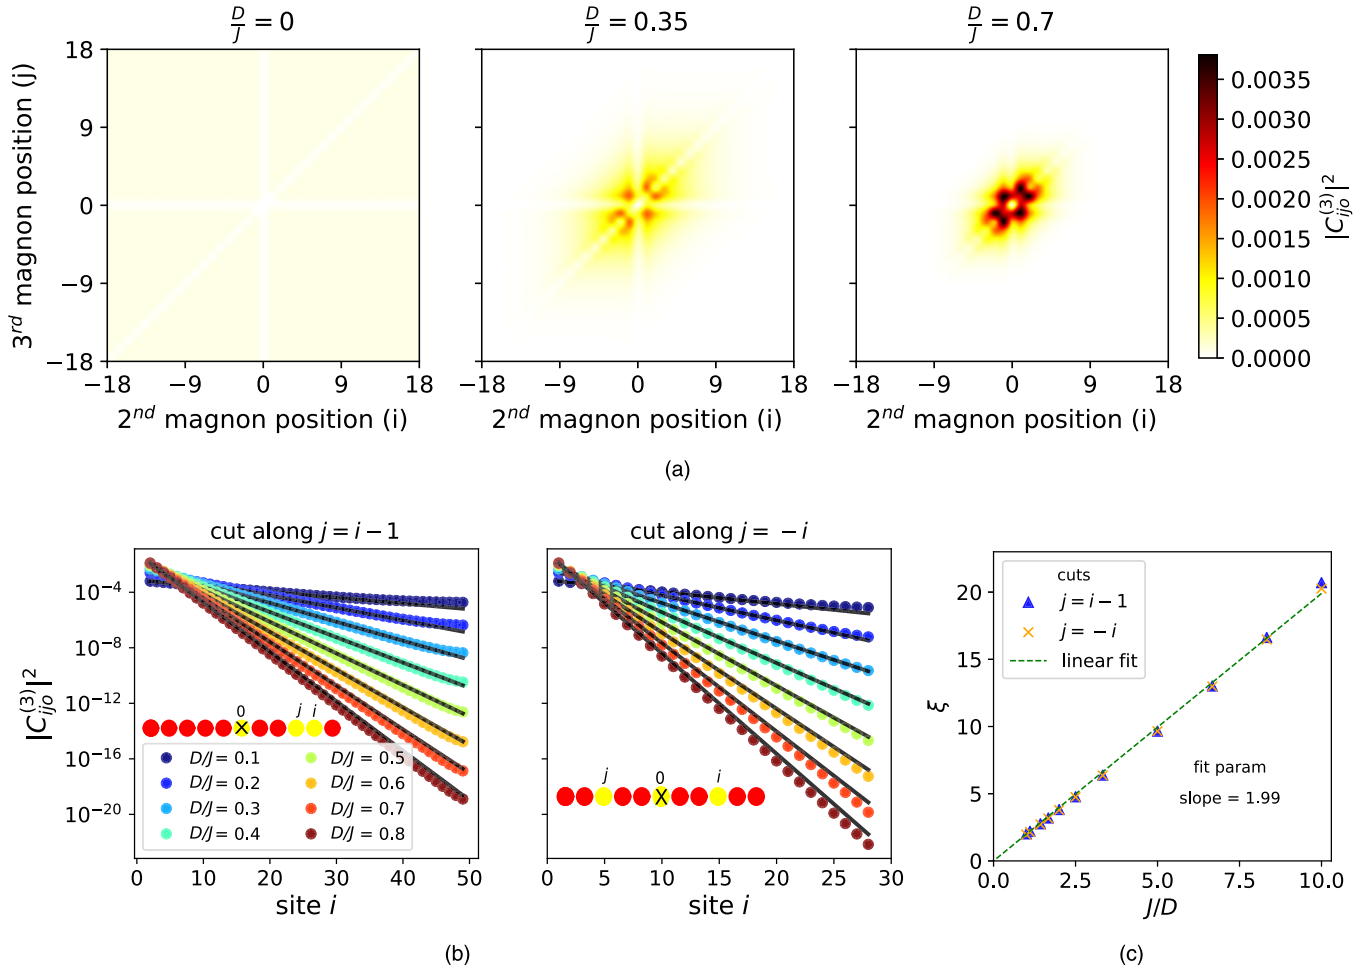 D/J = 0
D/J = 0.35
D/J = 0.7
18
9
0
−9
−18
3rd magnon position (j)
−18 −9 0 9 18
−18 −9 0 9 18
−18 −9 0 9 18
2nd magnon position (i)
2nd magnon position (i)
2nd magnon position (i)
0.0035
0.0030
0.0025
0.0020
0.0015
0.0010
0.0005
0.0000
|C_{ijo}^{(3)}|^2
(a)
cut along j = i − 1
10^{−4}
10^{−8}
10^{−12}
10^{−16}
10^{−20}
|C_{ijo}^{(3)}|^2
0 j i
X
D/J= 0.1
D/J= 0.2
D/J= 0.3
D/J= 0.4
D/J= 0.5
D/J= 0.6
D/J= 0.7
D/J= 0.8
0 10 20 30 40 50
site i
cut along j = − i
j 0 i
X
0 5 10 15 20 25 30
site i
(b)
20
15
10
5
0
ξ
cuts
j = i − 1
j = − i
linear fit
fit param
slope = 1.99
0.0 2.5 5.0 7.5 10.0
J/D
(c)